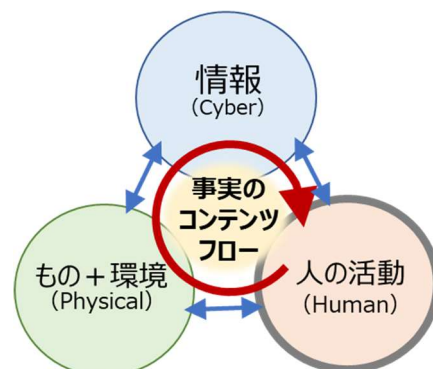 情報
(Cyber)
事実の
コンテンツ
フロー
もの＋環境
(Physical)
人の活動
(Human)